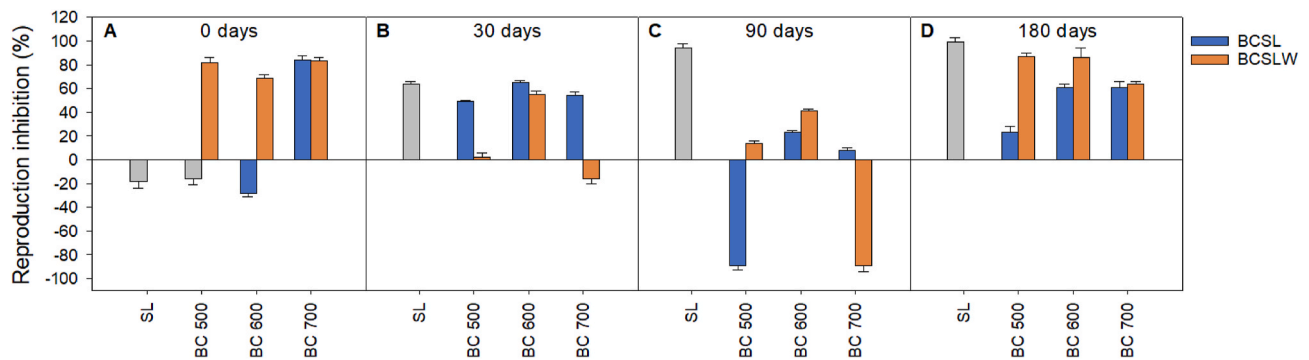 Reproduction inhibition (%)
120
100
80
60
40
20
0
-20
-40
-60
-80
-100
A 0 days
B 30 days
C 90 days
D 180 days
BCSL
BCSLW
SL BC 500 BC 600 BC 700
SL BC 500 BC 600 BC 700
SL BC 500 BC 600 BC 700
SL BC 500 BC 600 BC 700